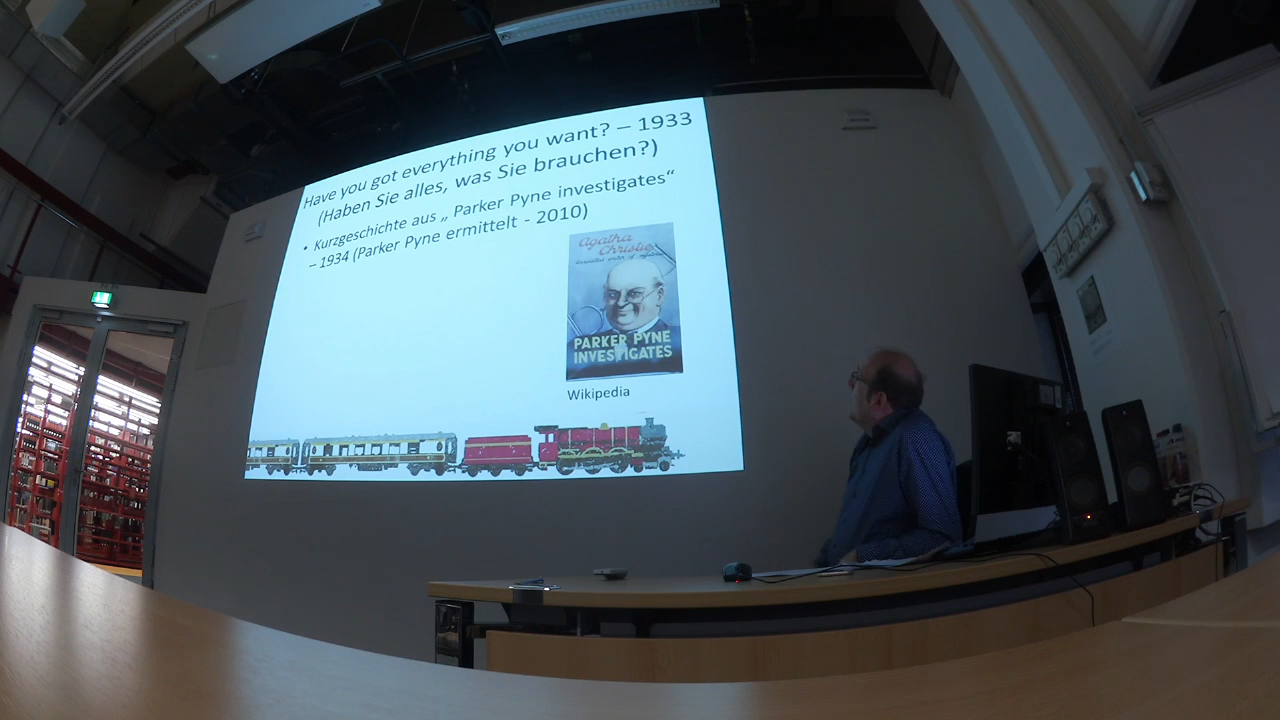 Have you got everything you want? – 1933
(Haben Sie alles, was Sie brauchen?)
• Kurzgeschichte aus „ Parker Pyne investigates“
– 1934 (Parker Pyne ermittelt - 2010)
Agatha
Christie
PARKER PYNE
INVESTIGATES
Wikipedia